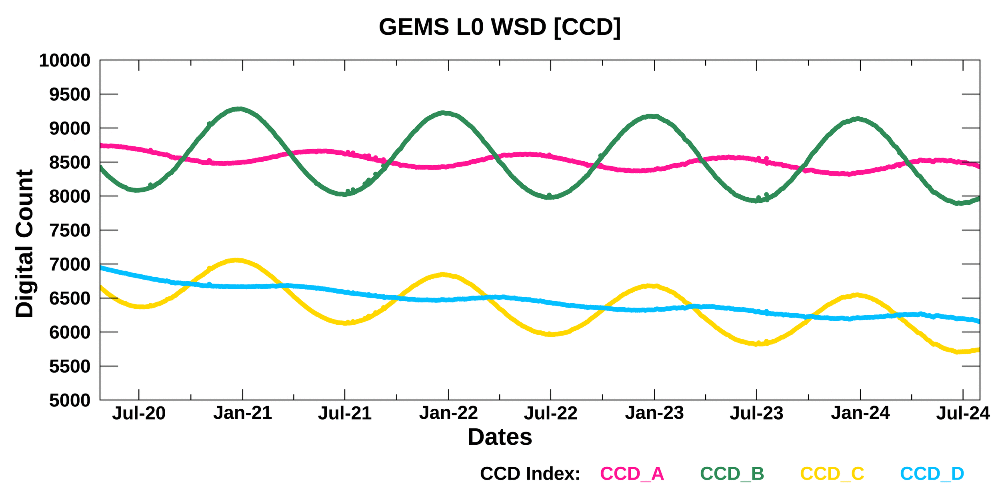 GEMS L0 WSD [CCD]
10000
9500
9000
8500
8000
7500
7000
6500
6000
5500
5000
Digital Count
Jul-20 Jan-21 Jul-21 Jan-22 Jul-22 Jan-23 Jul-23 Jan-24 Jul-24
Dates
CCD Index: CCD_A CCD_B CCD_C CCD_D